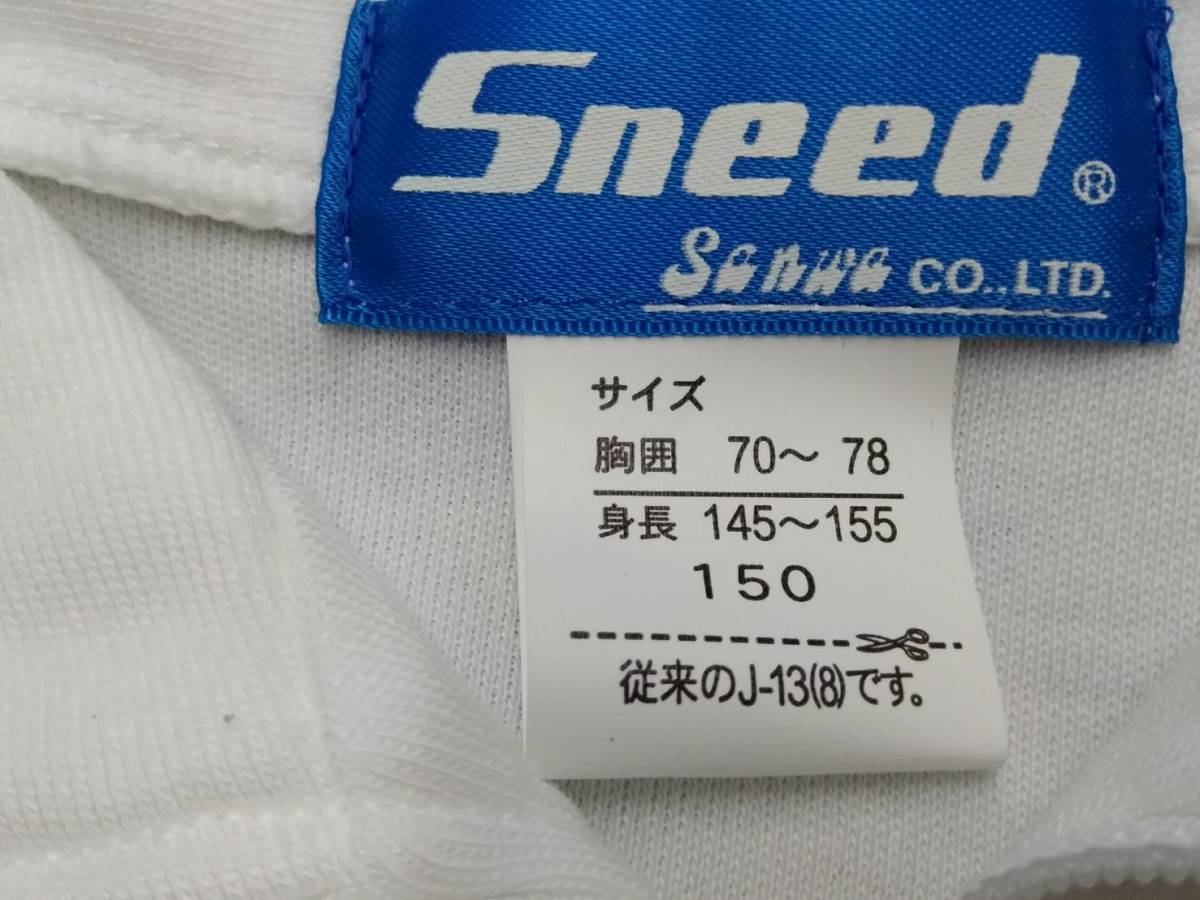 Sneed®
Sanwa CO.,LTD.
サイズ
胸囲 70～78
身長 145～155
150
従来のJ-13(8)です。